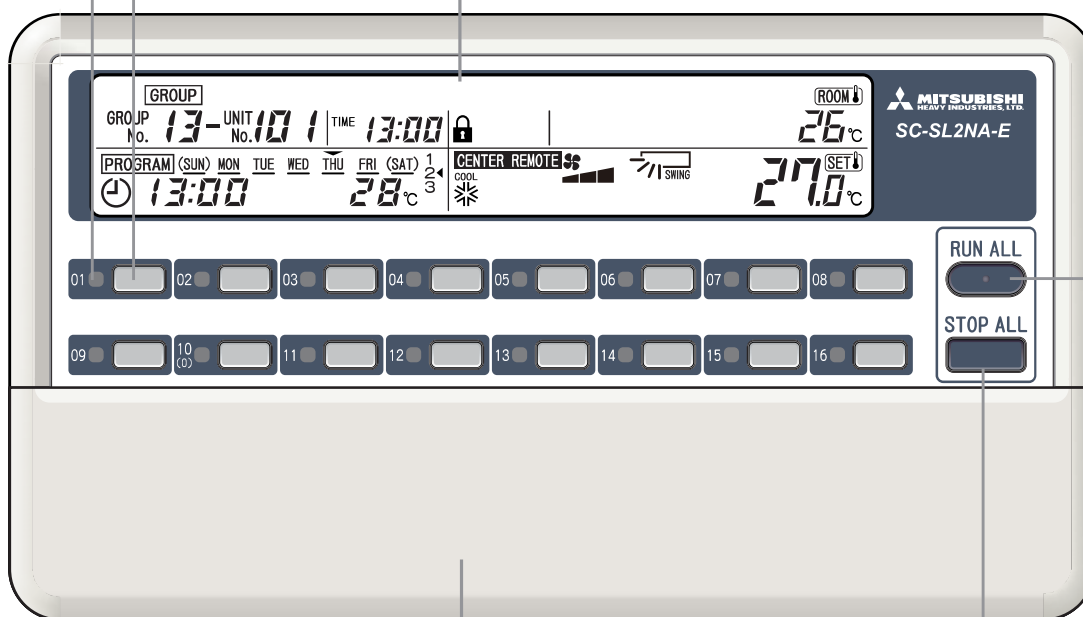 GROUP
GROUP No. 13-UNIT No. 101 TIME 13:00
ROOM
26℃
PROGRAM (SUN) MON TUE WED THU FRI (SAT) 1 2 3
13:00 28℃
CENTER REMOTE
COOL
SWING
SET
27.0℃
MITSUBISHI
HEAVY INDUSTRIES, LTD.
SC-SL2NA-E
01 02 03 04 05 06 07 08
09 10 (0) 11 12 13 14 15 16
RUN ALL
STOP ALL